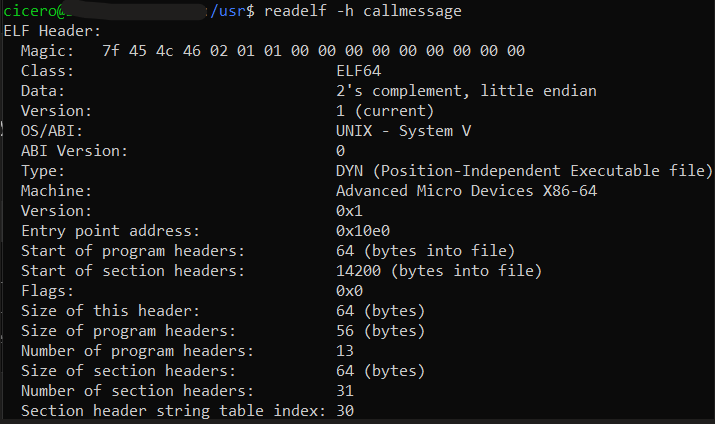 cicero@ :/usr$ readelf -h callmessage
ELF Header:
  Magic:   7f 45 4c 46 02 01 01 00 00 00 00 00 00 00 00 00
  Class:                             ELF64
  Data:                              2's complement, little endian
  Version:                           1 (current)
  OS/ABI:                            UNIX - System V
  ABI Version:                       0
  Type:                              DYN (Position-Independent Executable file)
  Machine:                           Advanced Micro Devices X86-64
  Version:                           0x1
  Entry point address:               0x10e0
  Start of program headers:          64 (bytes into file)
  Start of section headers:          14200 (bytes into file)
  Flags:                             0x0
  Size of this header:               64 (bytes)
  Size of program headers:           56 (bytes)
  Number of program headers:         13
  Size of section headers:           64 (bytes)
  Number of section headers:         31
  Section header string table index: 30